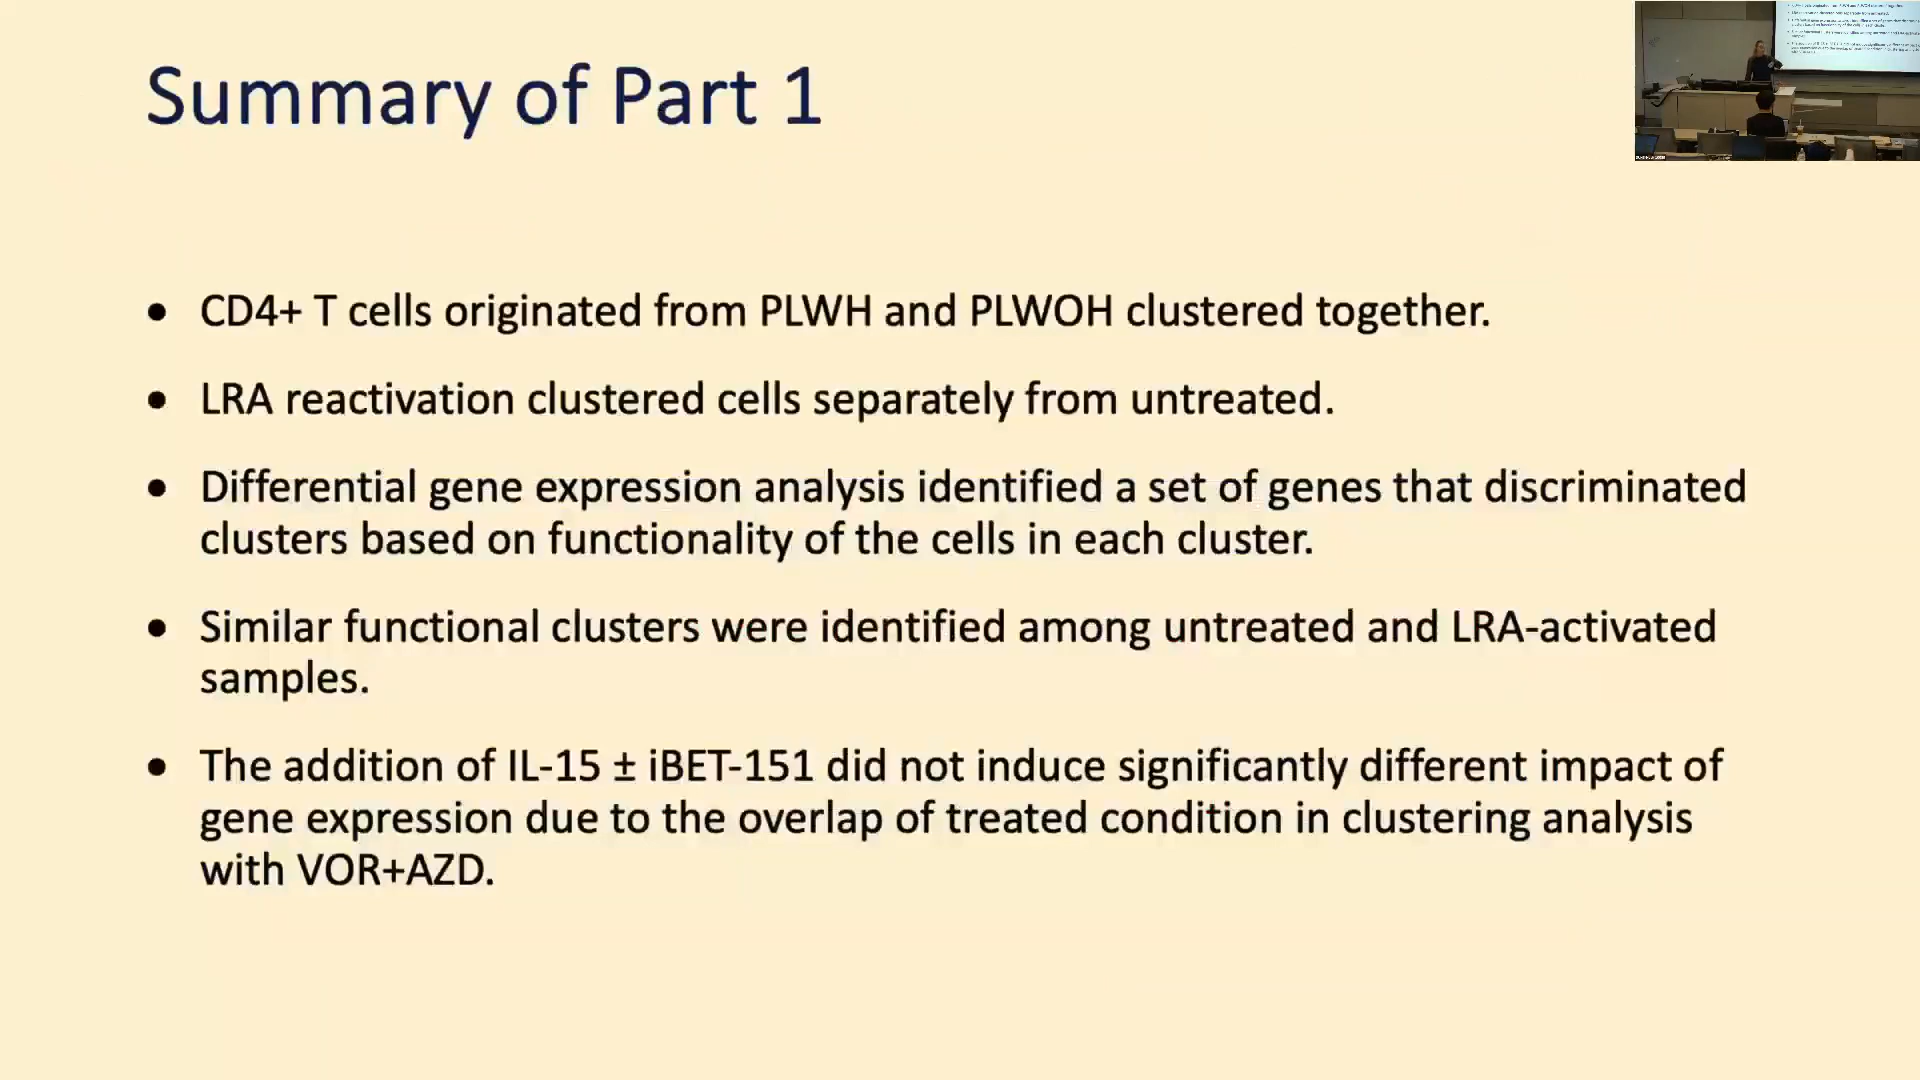 Summary of Part 1
• CD4+ T cells originated from PLWH and PLWOH clustered together.
• LRA reactivation clustered cells separately from untreated.
• Differential gene expression analysis identified a set of genes that discriminated
clusters based on functionality of the cells in each cluster.
• Similar functional clusters were identified among untreated and LRA-activated
samples.
• The addition of IL-15 ± iBET-151 did not induce significantly different impact of
gene expression due to the overlap of treated condition in clustering analysis
with VOR+AZD.